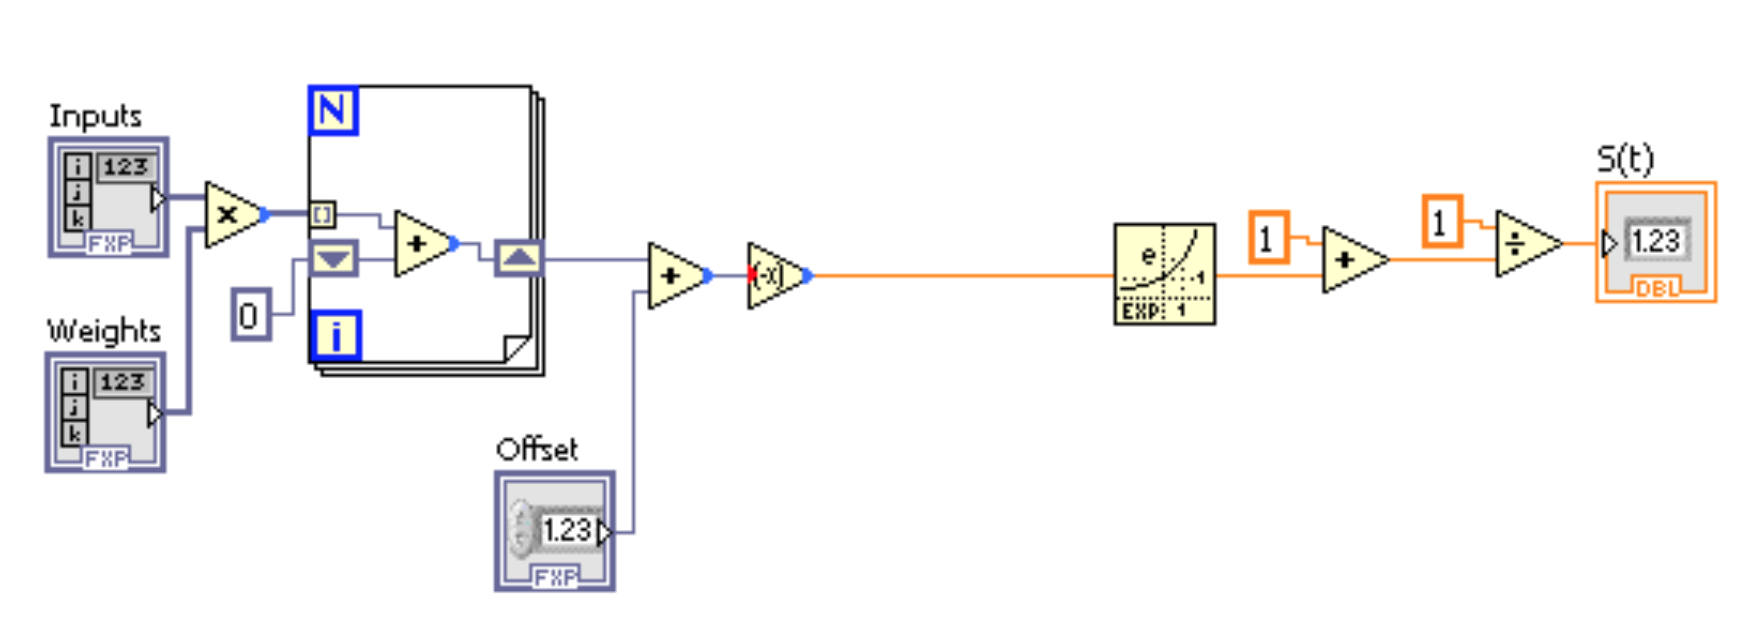 Inputs
i
j
k
123
FXP
×
N
[]
+
0
i
Weights
i
j
k
123
FXP
+
(-x)
Offset
1.23
FXP
e
-1
EXP: 1
1
+
1
÷
S(t)
1.23
DBL